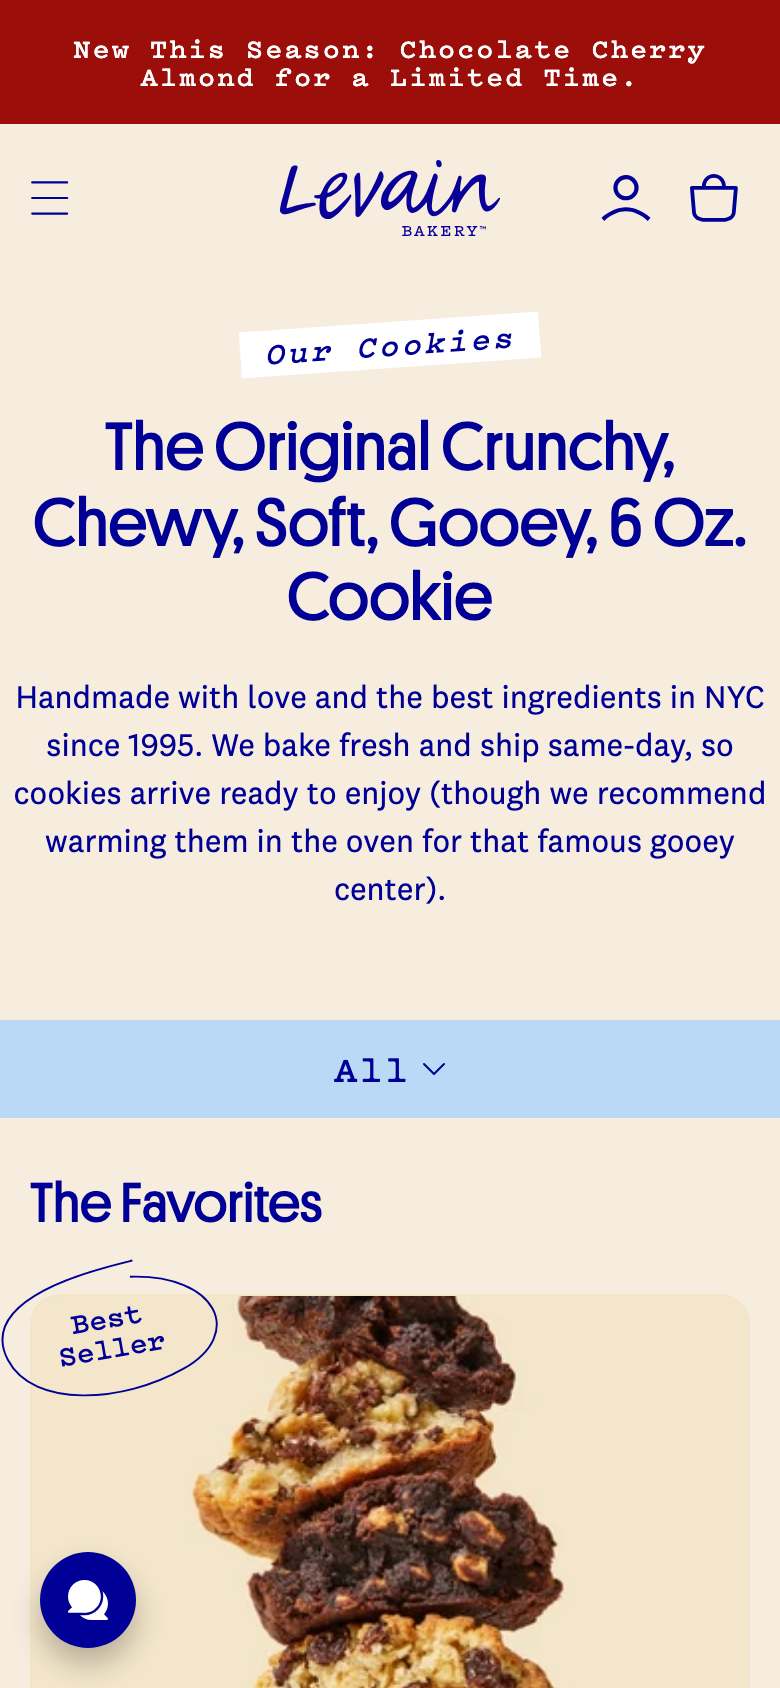 New This Season: Chocolate Cherry
Almond for a Limited Time.
Levain
BAKERY™
Our Cookies
The Original Crunchy,
Chewy, Soft, Gooey, 6 Oz.
Cookie
Handmade with love and the best ingredients in NYC
since 1995. We bake fresh and ship same-day, so
cookies arrive ready to enjoy (though we recommend
warming them in the oven for that famous gooey
center).
All
The Favorites
Best
Seller